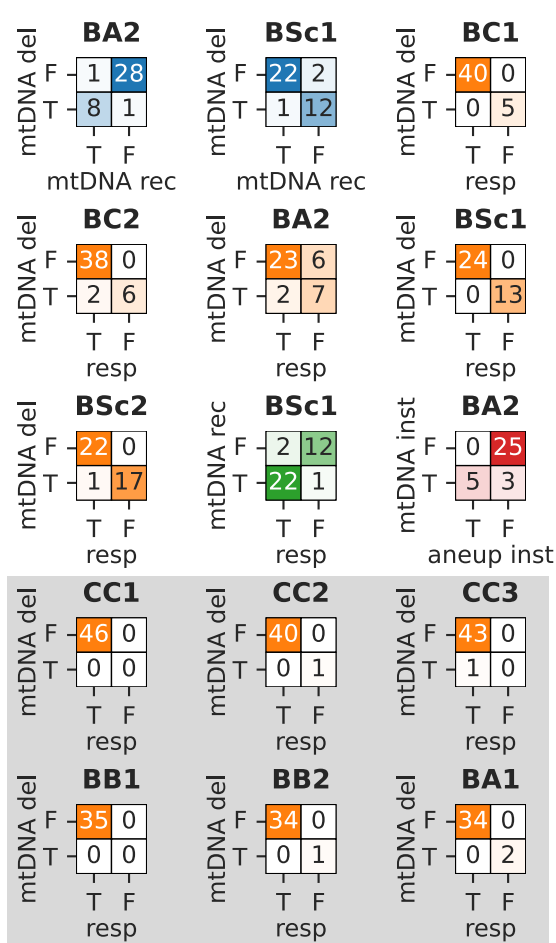 BA2 BSc1 BC1
mtDNA del F 1 28 mtDNA del F 22 2 mtDNA del F 40 0
T 8 1 T 1 12 T 0 5
T F T F T F
mtDNA rec mtDNA rec resp
BC2 BA2 BSc1
mtDNA del F 38 0 mtDNA del F 23 6 mtDNA del F 24 0
T 2 6 T 2 7 T 0 13
T F T F T F
resp resp resp
BSc2 BSc1 BA2
mtDNA del F 22 0 mtDNA rec F 2 12 mtDNA inst F 0 25
T 1 17 T 22 1 T 5 3
T F T F T F
resp resp aneup inst
CC1 CC2 CC3
mtDNA del F 46 0 mtDNA del F 40 0 mtDNA del F 43 0
T 0 0 T 0 1 T 1 0
T F T F T F
resp resp resp
BB1 BB2 BA1
mtDNA del F 35 0 mtDNA del F 34 0 mtDNA del F 34 0
T 0 0 T 0 1 T 0 2
T F T F T F
resp resp resp